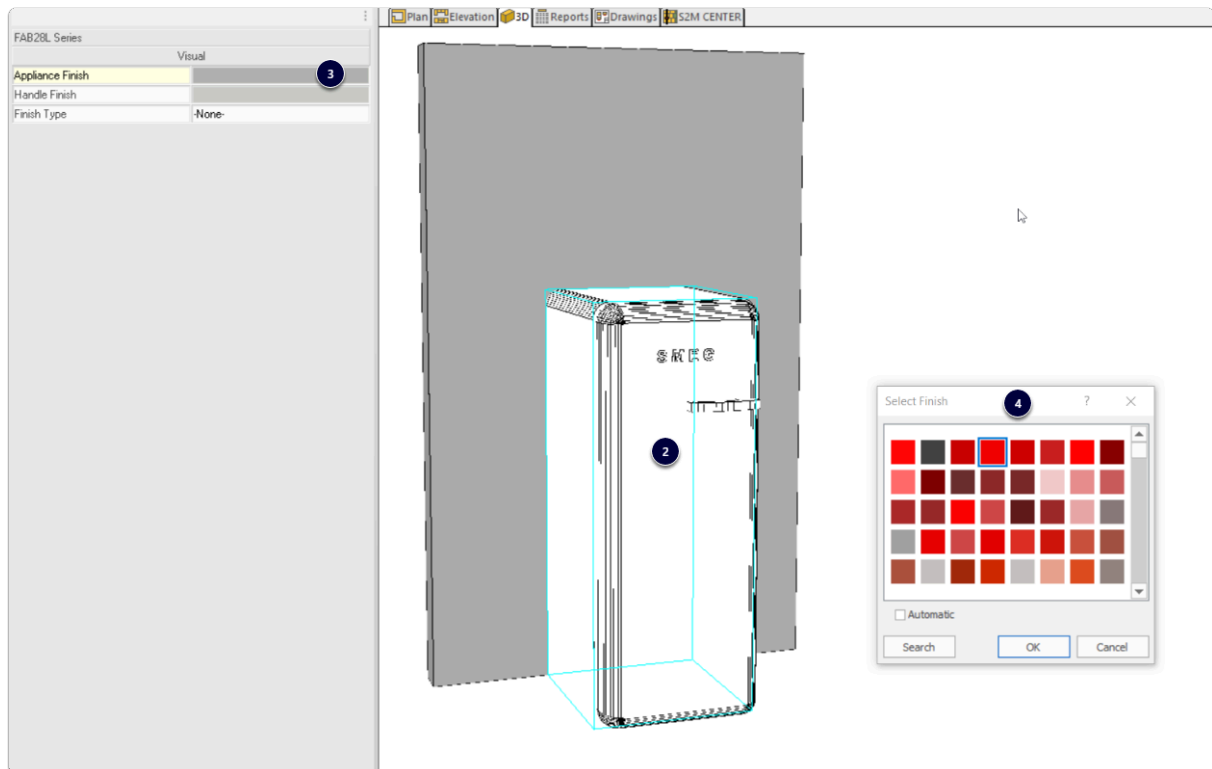 Plan Elevation 3D Reports Drawings S2M CENTER
FAB28L Series
Visual
Appliance Finish
3
Handle Finish
Finish Type -None-
SMEG
2
Select Finish 4 ?
Automatic
Search OK Cancel